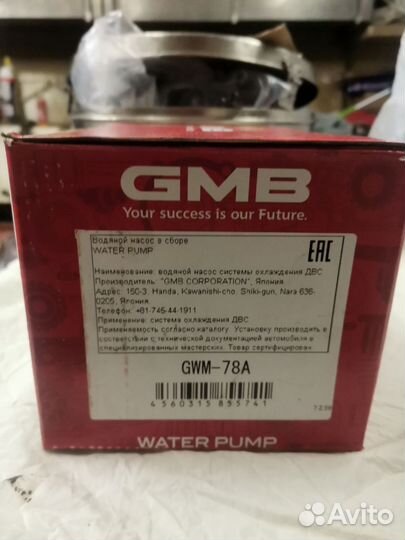 GMB
Your success is our Future.
Водяной насос в сборе
WATER PUMP
EAC
Наименование: водяной насос системы охлаждения ДВС
Производитель: "GMB CORPORATION", Япония
Адрес: 150-3, Handa, Kawanishi-cho, Shiki-gun, Nara 636-
0205, Япония
Телефон: +81-745-44-1911
Применение: система охлаждения ДВС
Применяемость согласно каталогу. Установку производить в
соответствии с технической документацией автомобиля в
специализированных мастерских. Товар сертифицирован.
GWM-78A
4560315855741
WATER PUMP
Avito